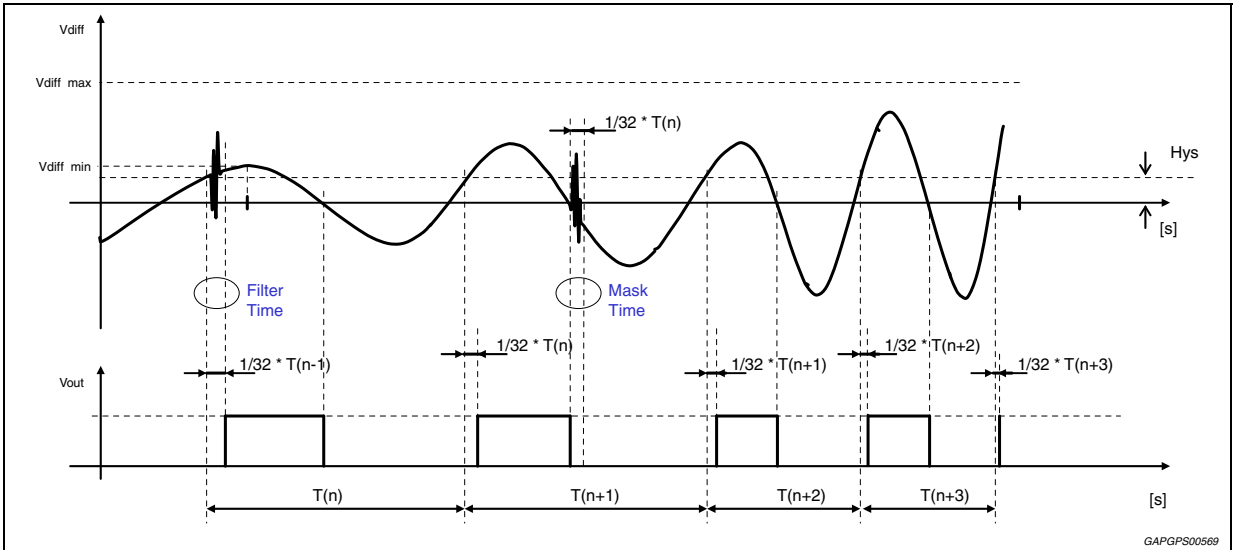 Vdiff
Vdiff max
1/32 * T(n)
Vdiff min
Hys
[s]
Filter
Time
Mask
Time
1/32 * T(n-1)
1/32 * T(n)
1/32 * T(n+1)
1/32 * T(n+2)
1/32 * T(n+3)
Vout
T(n)
T(n+1)
T(n+2)
T(n+3)
[s]
GAPGPS00569